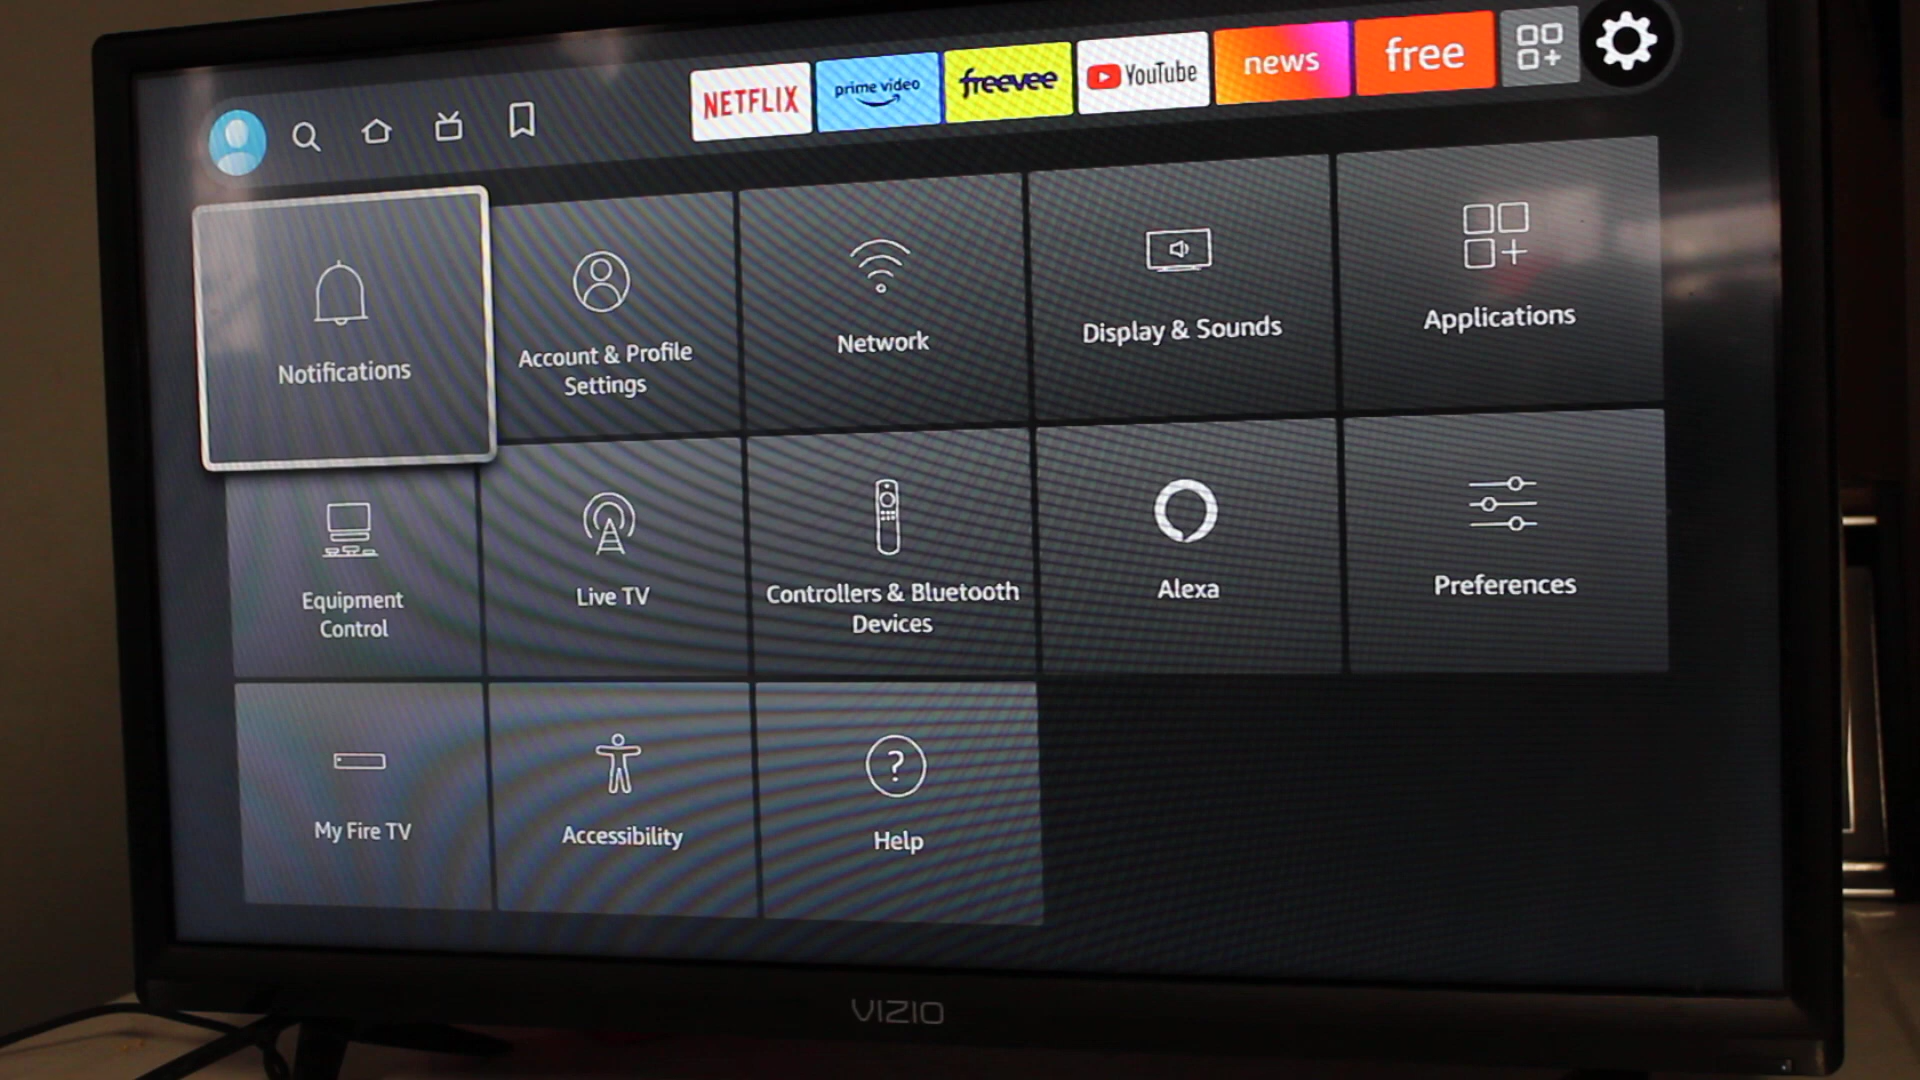 NETFLIX
prime video
freevee
YouTube
news
free
Notifications
Account & Profile
Settings
Network
Display & Sounds
Applications
Equipment
Control
Live TV
Controllers & Bluetooth
Devices
Alexa
Preferences
My Fire TV
Accessibility
?
Help
VIZIO